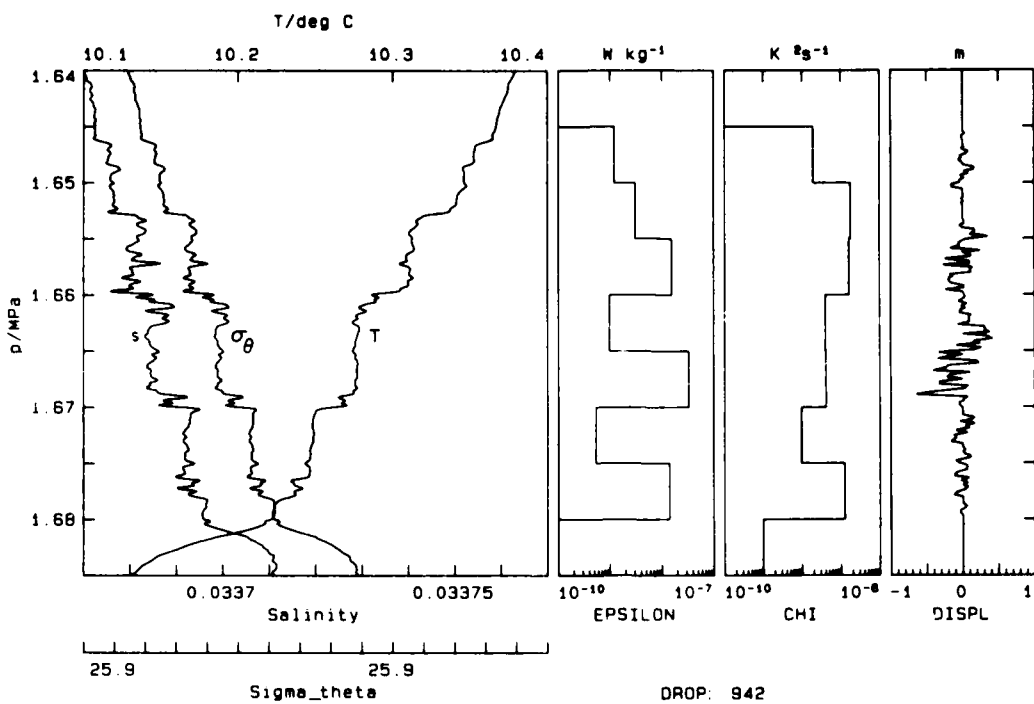 T/deg C
10.1 10.2 10.3 10.4 W kg⁻¹ K ²s⁻¹ m
1.64
1.65
1.66
p/MPa
s σθ T
1.67
1.68
0.0337 0.03375 10⁻¹⁰ 10⁻⁷ 10⁻¹⁰ 10⁻⁶ -1 0 1
Salinity EPSILON CHI DISPL
25.9 25.9
Sigma_theta DROP: 942